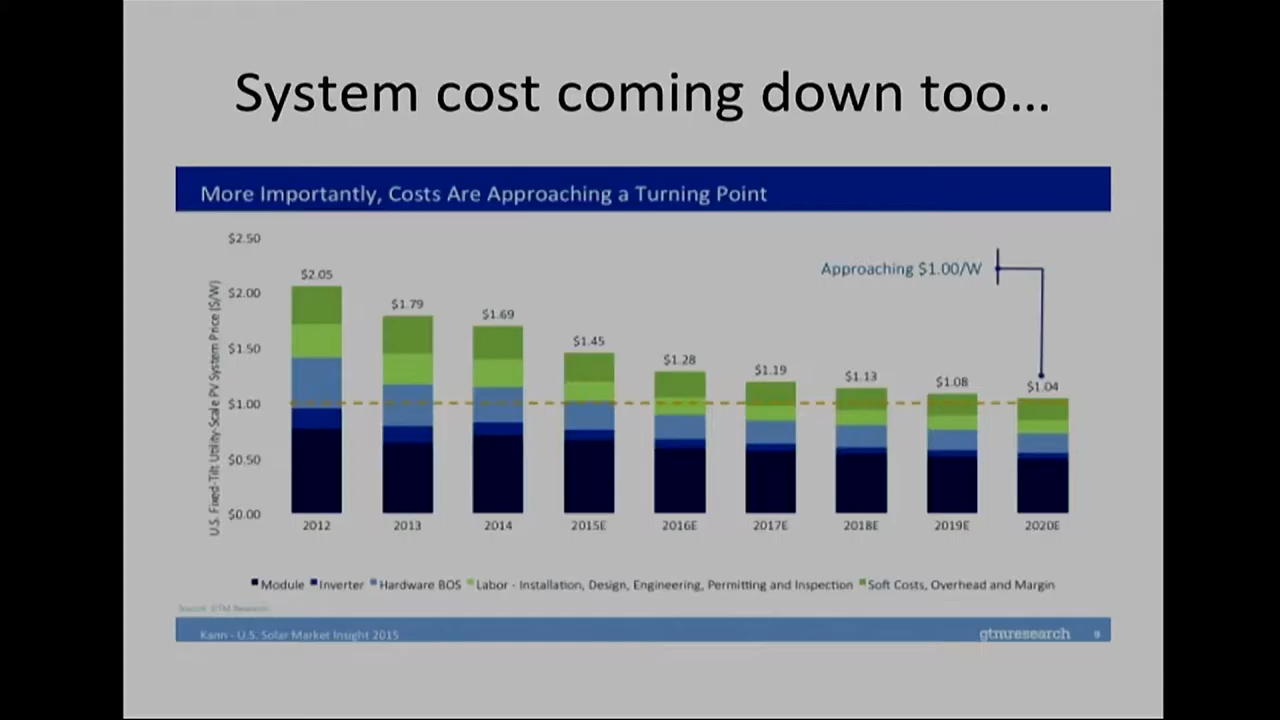 System cost coming down too…
More Importantly, Costs Are Approaching a Turning Point
U.S. Fixed-Tilt Utility-Scale PV System Price ($/W)
$2.50
$2.00
$1.50
$1.00
$0.50
$0.00
Approaching $1.00/W
$2.05
$1.79
$1.69
$1.45
$1.28
$1.19
$1.13
$1.08
$1.04
2012 2013 2014 2015E 2016E 2017E 2018E 2019E 2020E
Module Inverter Hardware BOS Labor - Installation, Design, Engineering, Permitting and Inspection Soft Costs, Overhead and Margin
Source: GTM Research
Kann - U.S. Solar Market Insight 2015 gtmresearch 9